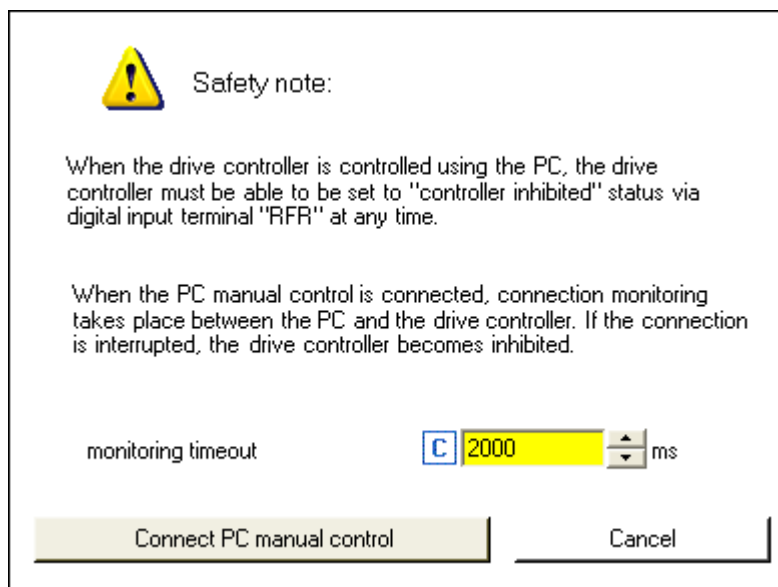 Safety note:
When the drive controller is controlled using the PC, the drive
controller must be able to be set to "controller inhibited" status via
digital input terminal "RFR" at any time.
When the PC manual control is connected, connection monitoring
takes place between the PC and the drive controller. If the connection
is interrupted, the drive controller becomes inhibited.
monitoring timeout C 2000 ms
Connect PC manual control Cancel